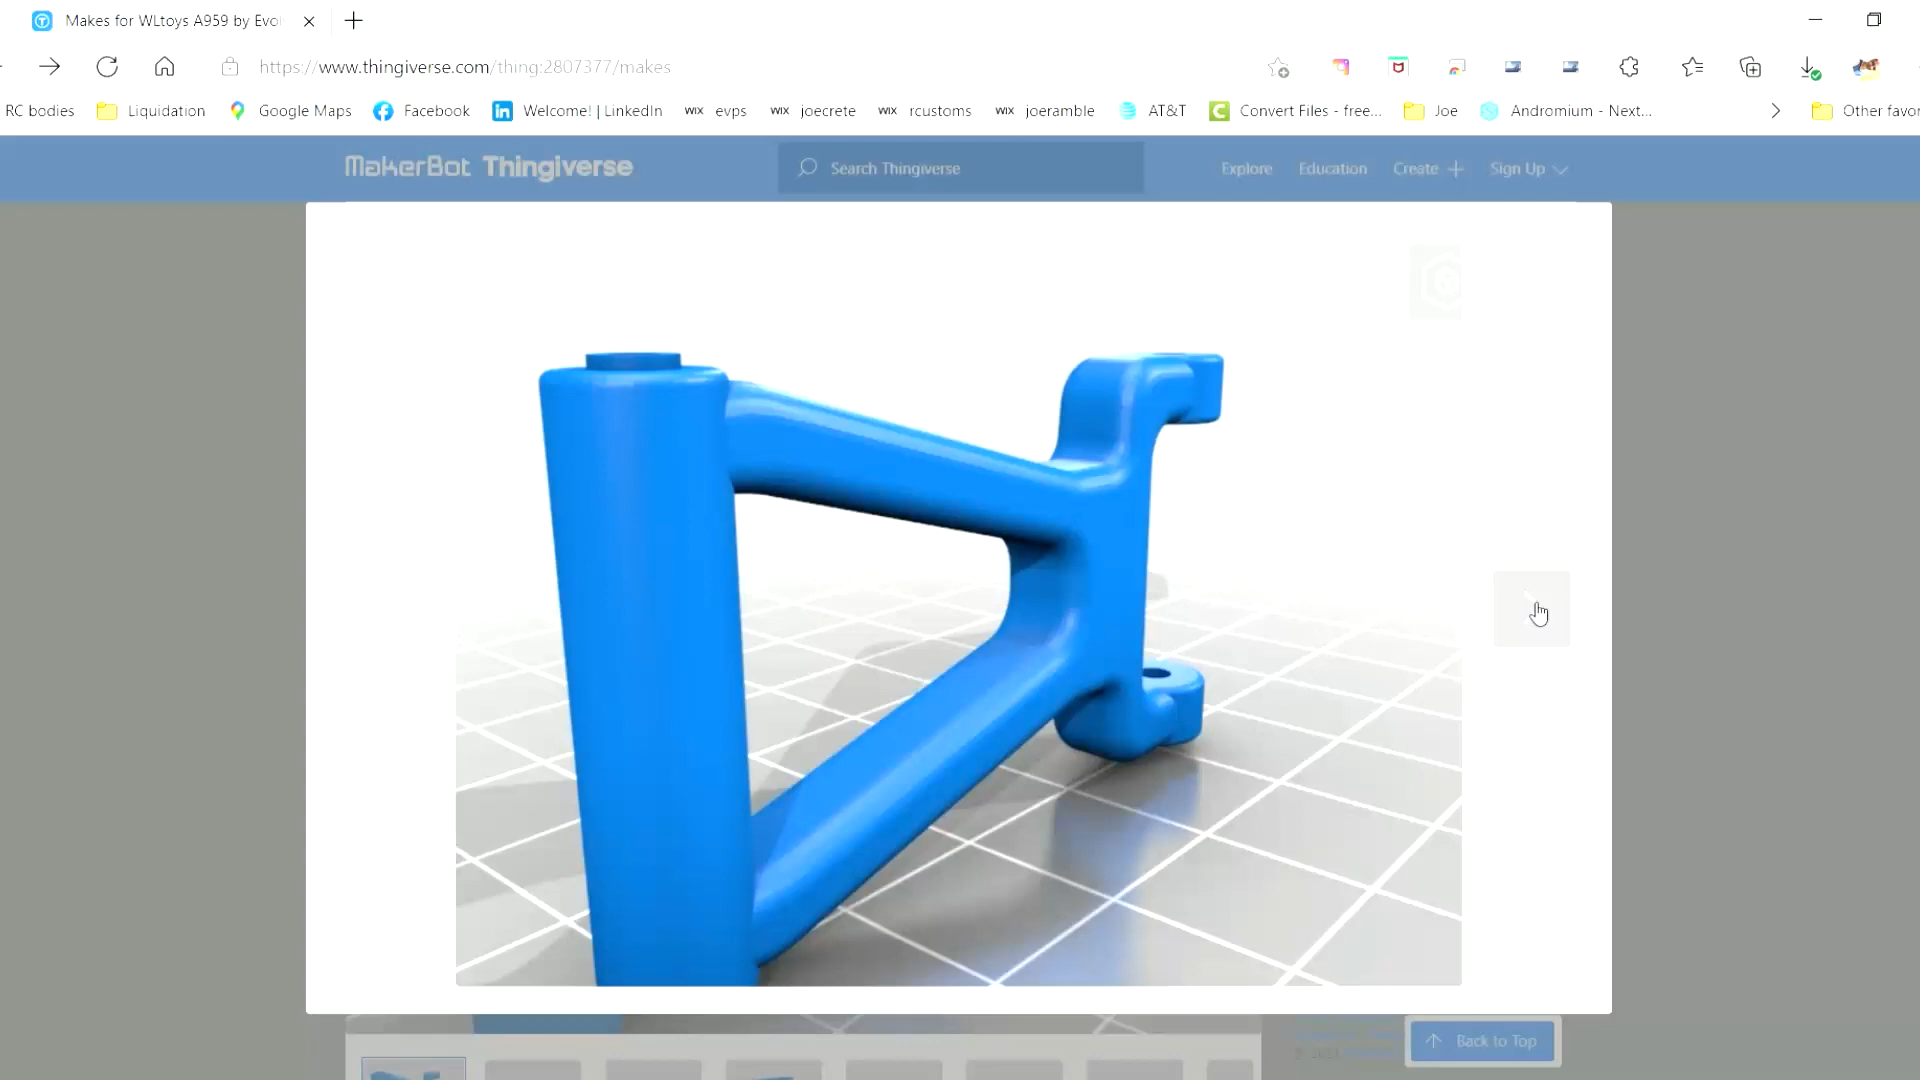 Makes for WLtoys A959 by Evo
https://www.thingiverse.com/thing:2807377/makes
RC bodies Liquidation Google Maps Facebook Welcome! | LinkedIn WIX evps WIX joecrete WIX rcustoms WIX joeramble AT&T Convert Files - free... Joe Andromium - Next... Other favor
MakerBot Thingiverse Search Thingiverse Explore Education Create Sign Up
Back to Top